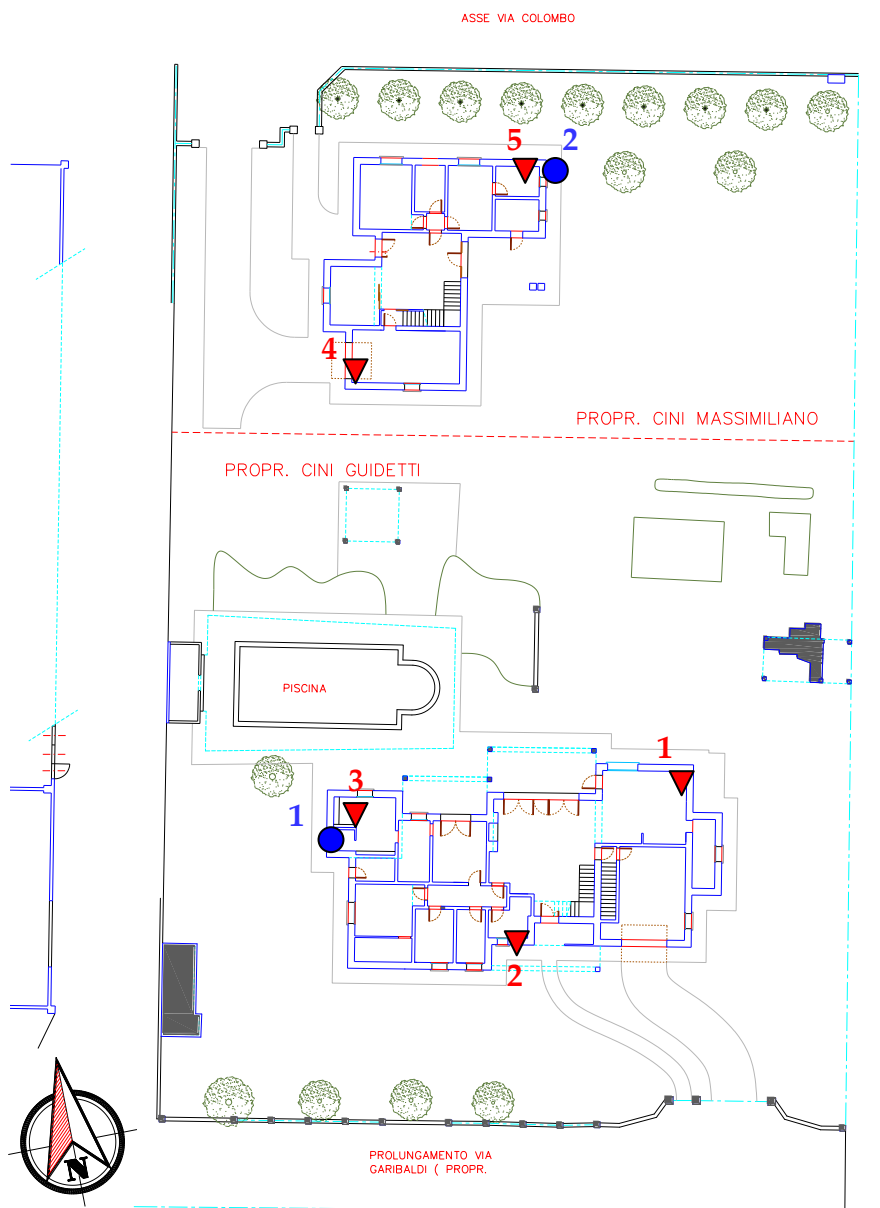 ASSE VIA COLOMBO
5
2
4
PROPR. CINI MASSIMILIANO
PROPR. CINI GUIDETTI
PISCINA
1
3
1
2
PROLUNGAMENTO VIA
GARIBALDI ( PROPR.
N